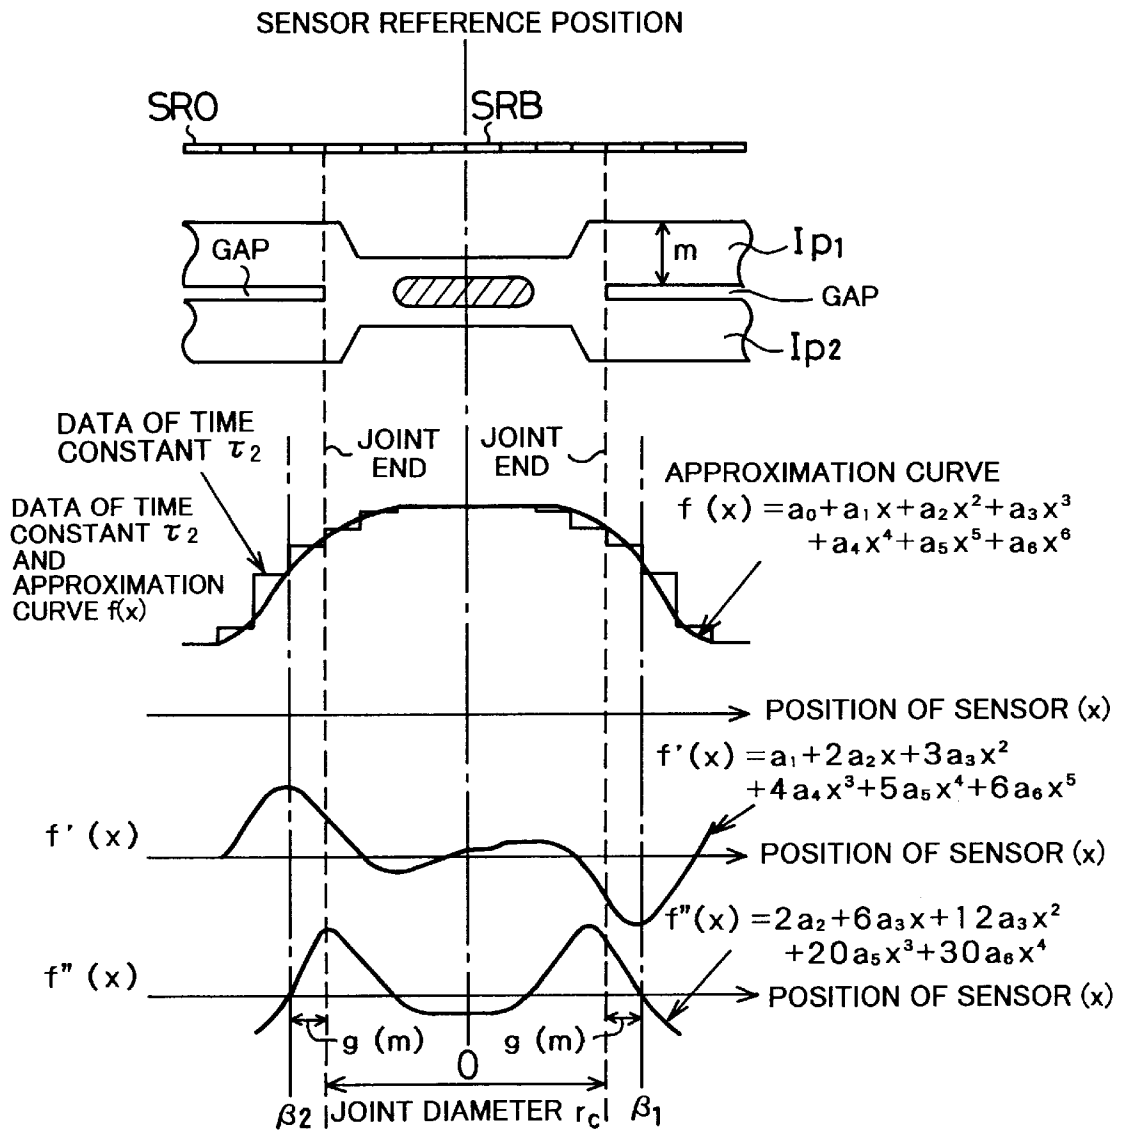 SENSOR REFERENCE POSITION
SRO
SRB
GAP
m
Ip1
GAP
Ip2
DATA OF TIME
CONSTANT τ2
JOINT
END
JOINT
END
DATA OF TIME
CONSTANT τ2
AND
APPROXIMATION
CURVE f(x)
APPROXIMATION CURVE
f (x) =a0+a1x+a2x²+a3x³
+a4x⁴+a5x⁵+a6x⁶
POSITION OF SENSOR (x)
f'(x) =a1+2a2x+3a3x²
+4a4x³+5a5x⁴+6a6x⁵
f' (x)
POSITION OF SENSOR (x)
f"(x) =2a2+6a3x+12a3x²
+20a5x³+30a6x⁴
f" (x)
POSITION OF SENSOR (x)
g (m)
g (m)
0
β2
JOINT DIAMETER rc
β1